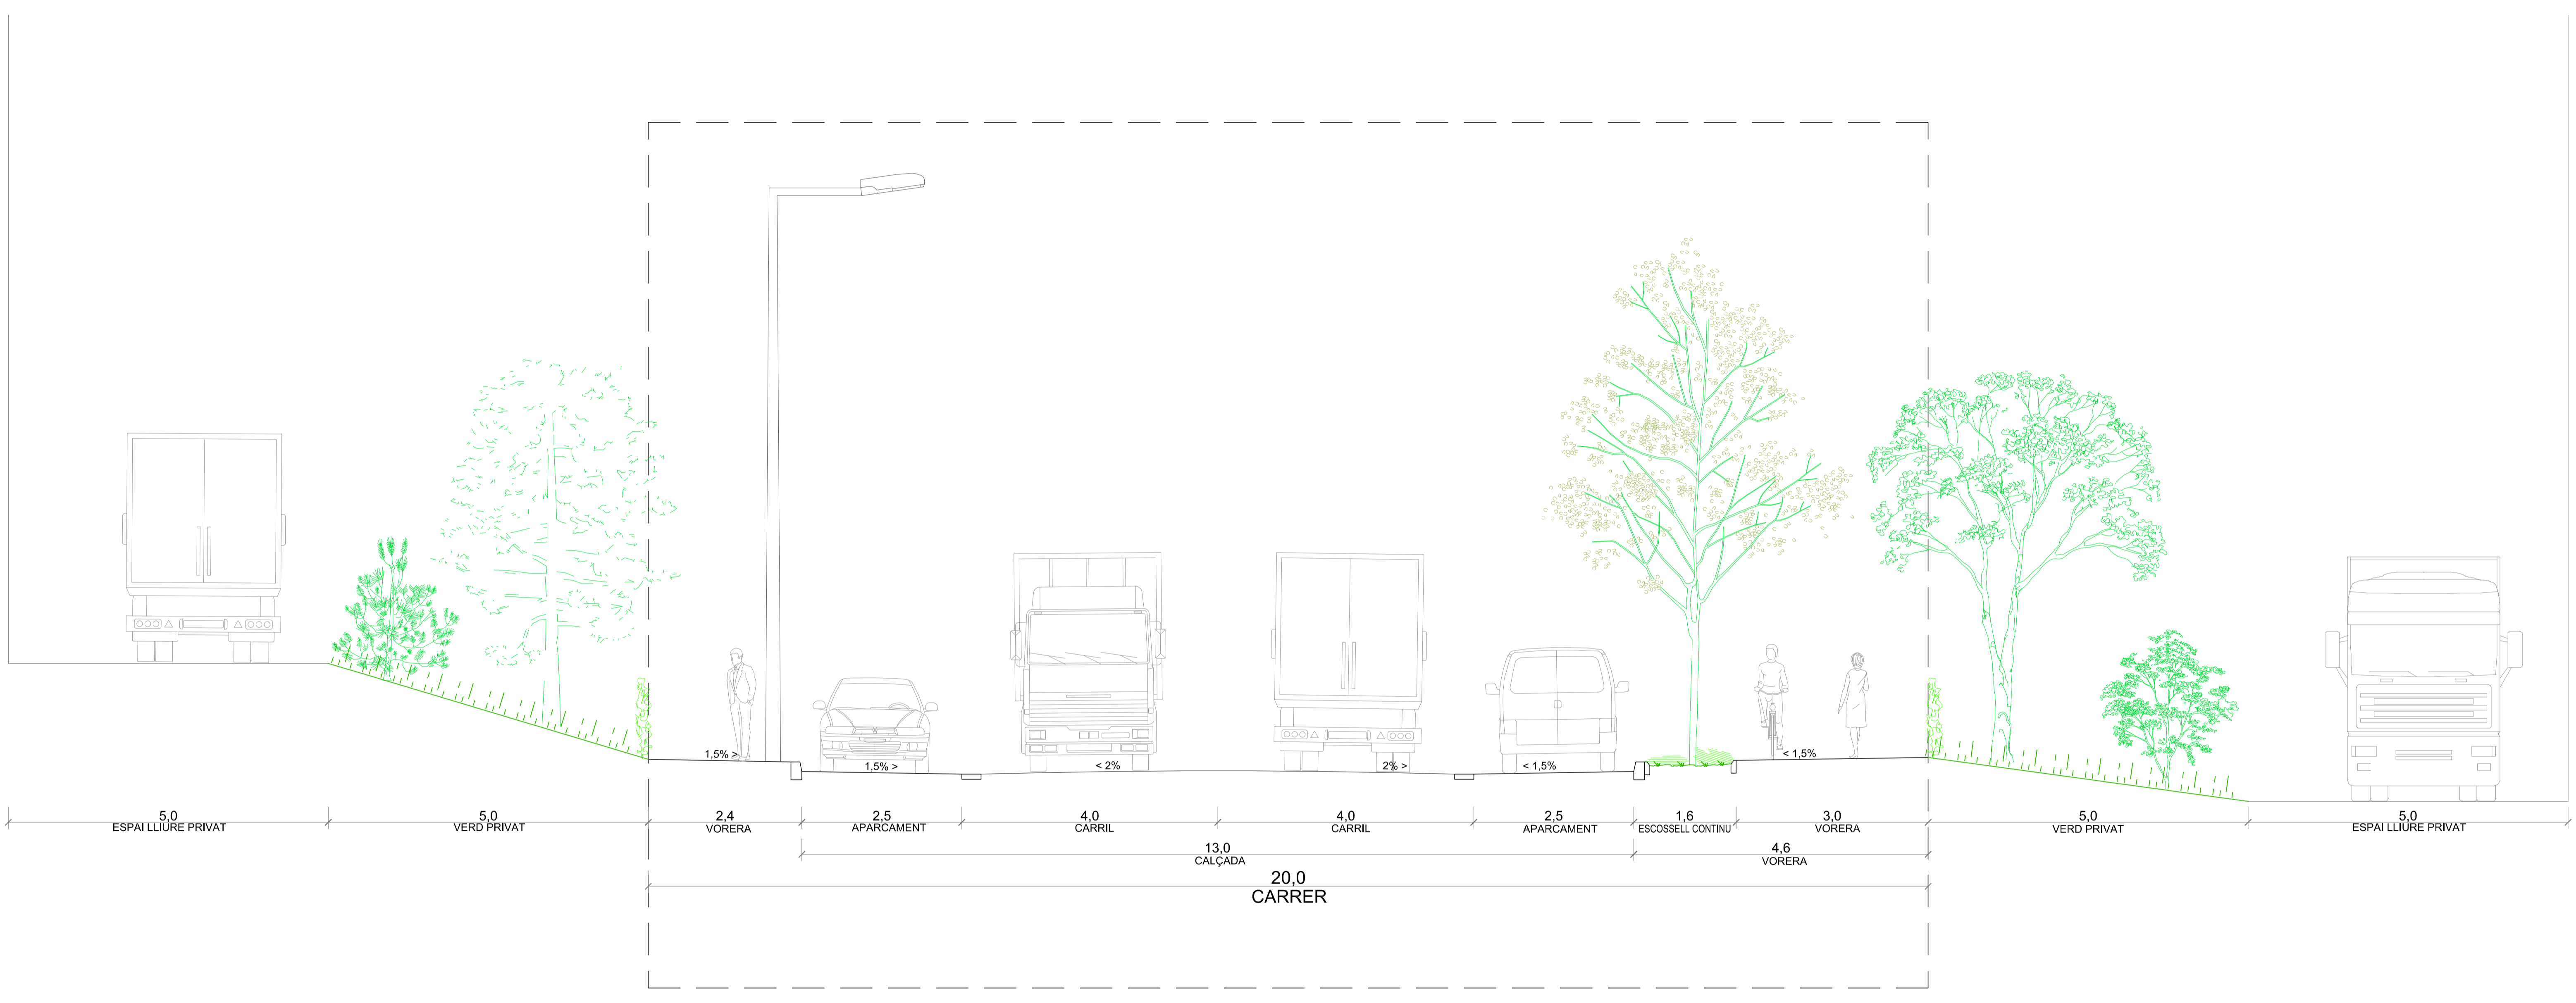 1,5% >
1,5% >
< 2%
2% >
< 1,5%
< 1,5%
5,0
ESPAI LLIURE PRIVAT
5,0
VERD PRIVAT
2,4
VORERA
2,5
APARCAMENT
4,0
CARRIL
4,0
CARRIL
2,5
APARCAMENT
1,6
ESCOSSELL CONTINU
3,0
VORERA
5,0
VERD PRIVAT
5,0
ESPAI LLIURE PRIVAT
13,0
CALÇADA
4,6
VORERA
20,0
CARRER